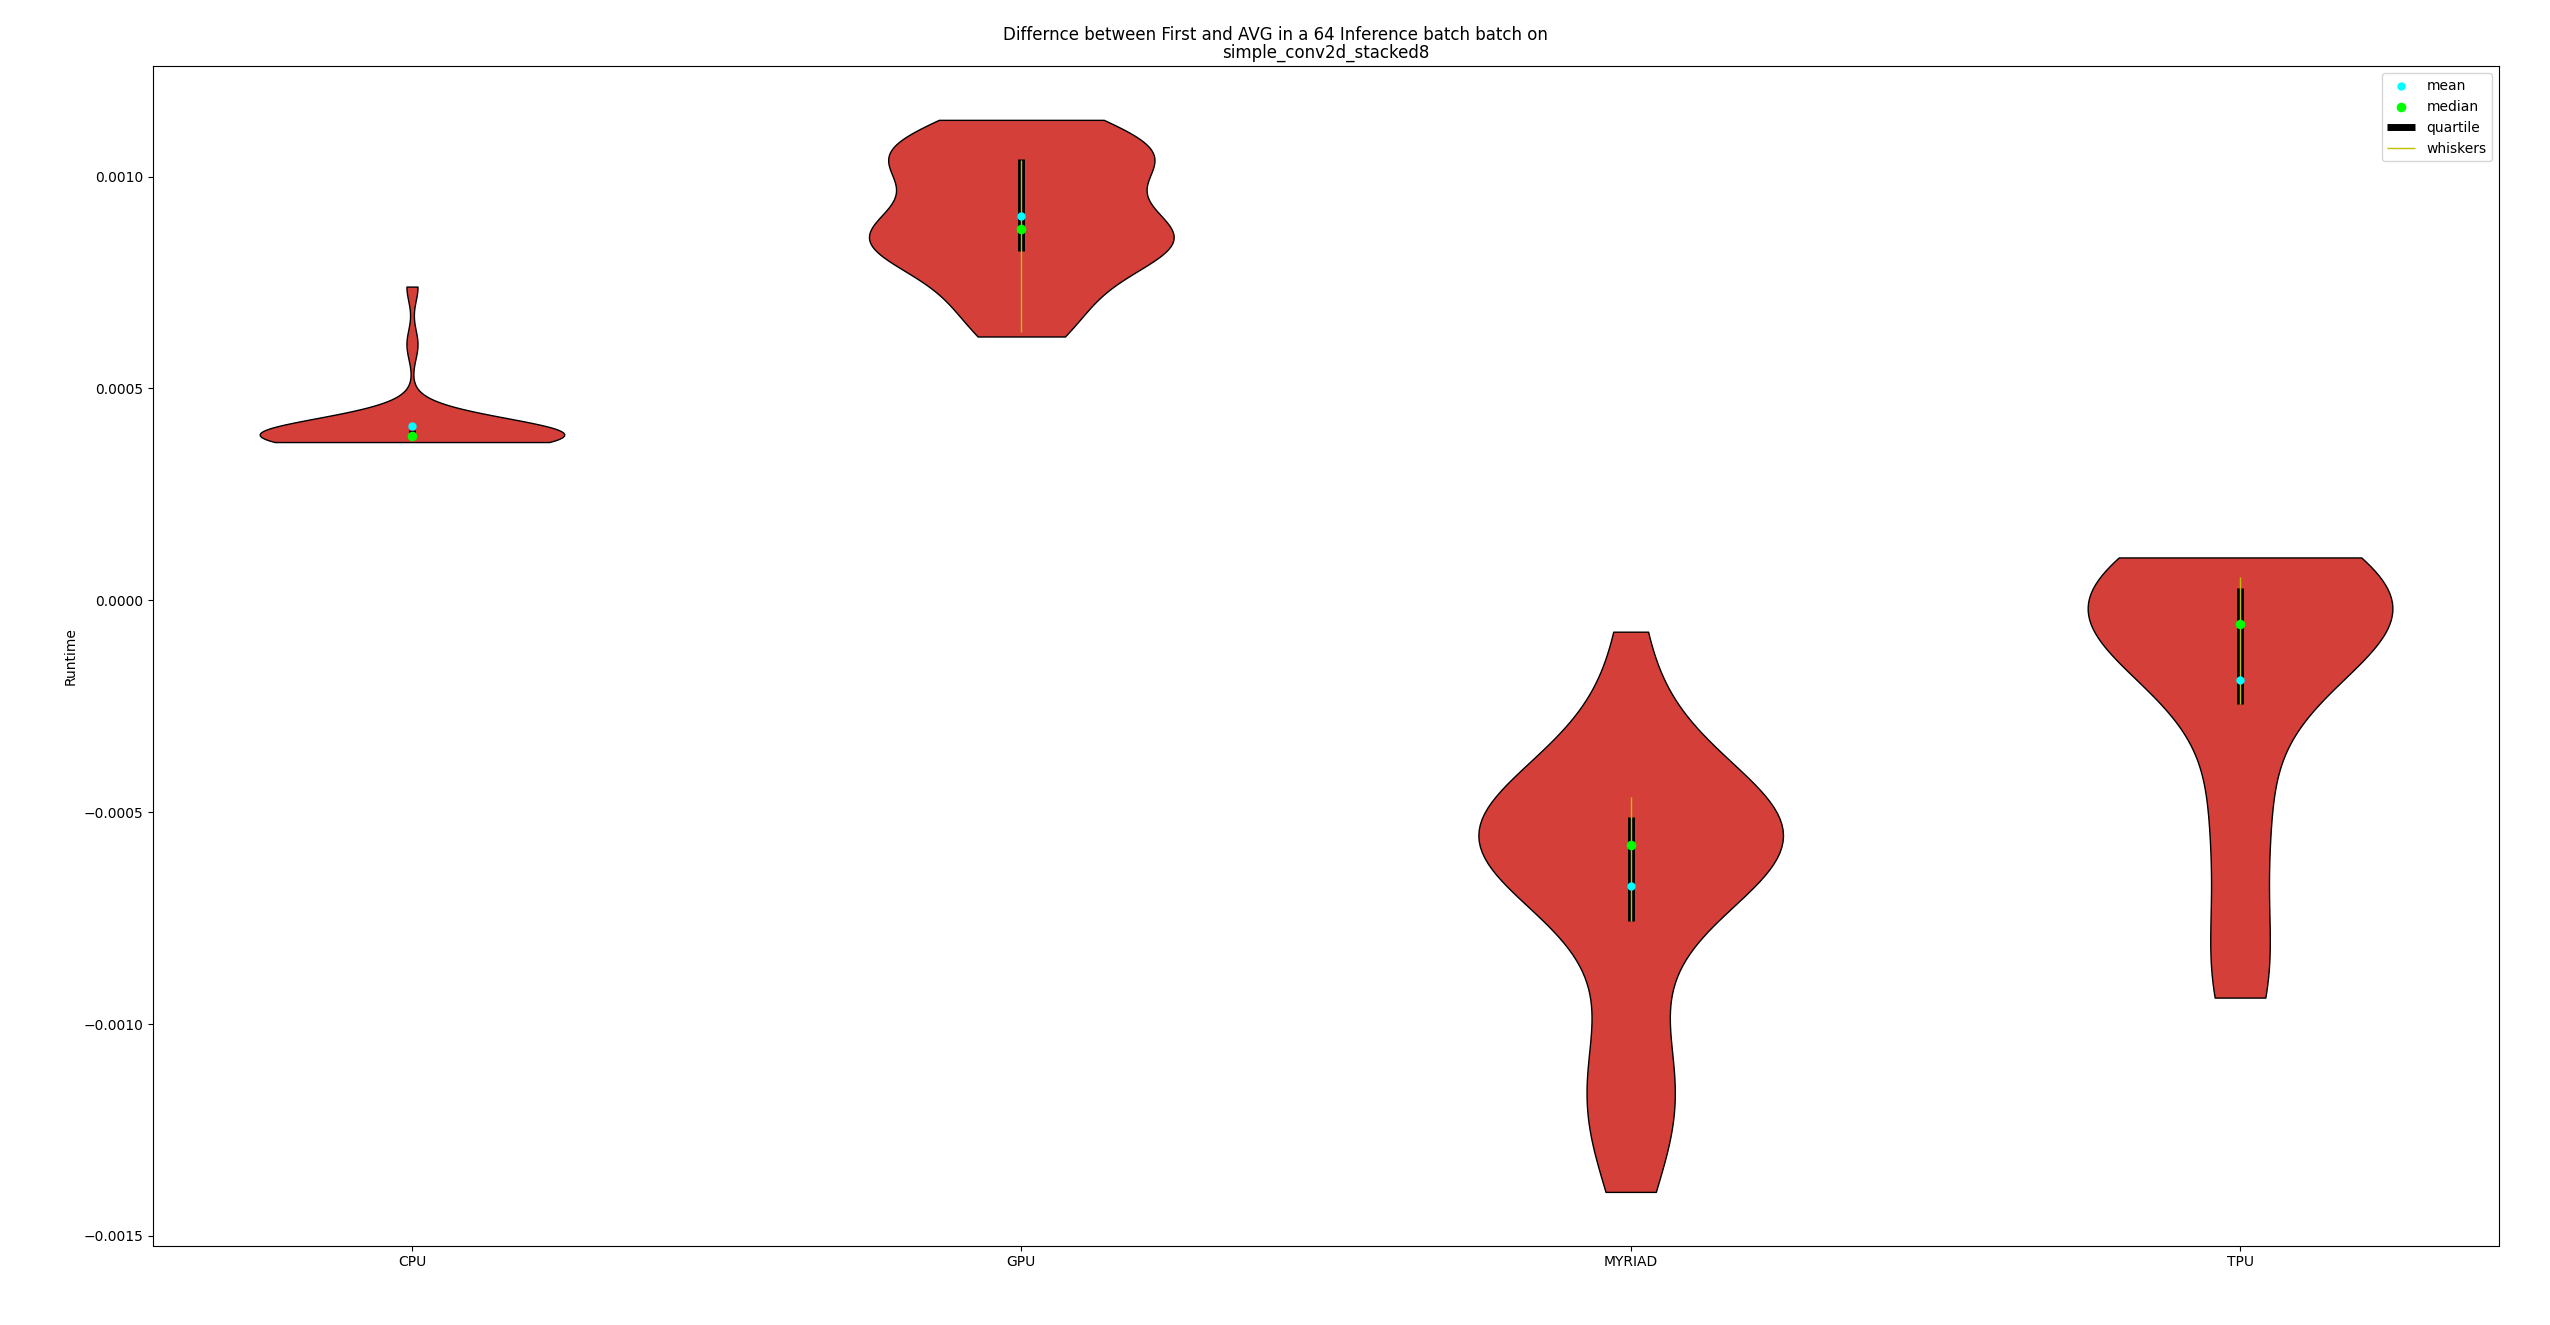 Differnce between First and AVG in a 64 Inference batch batch on
simple_conv2d_stacked8
mean
median
quartile
whiskers
0.0010
0.0005
0.0000
−0.0005
−0.0010
−0.0015
Runtime
CPU GPU MYRIAD TPU